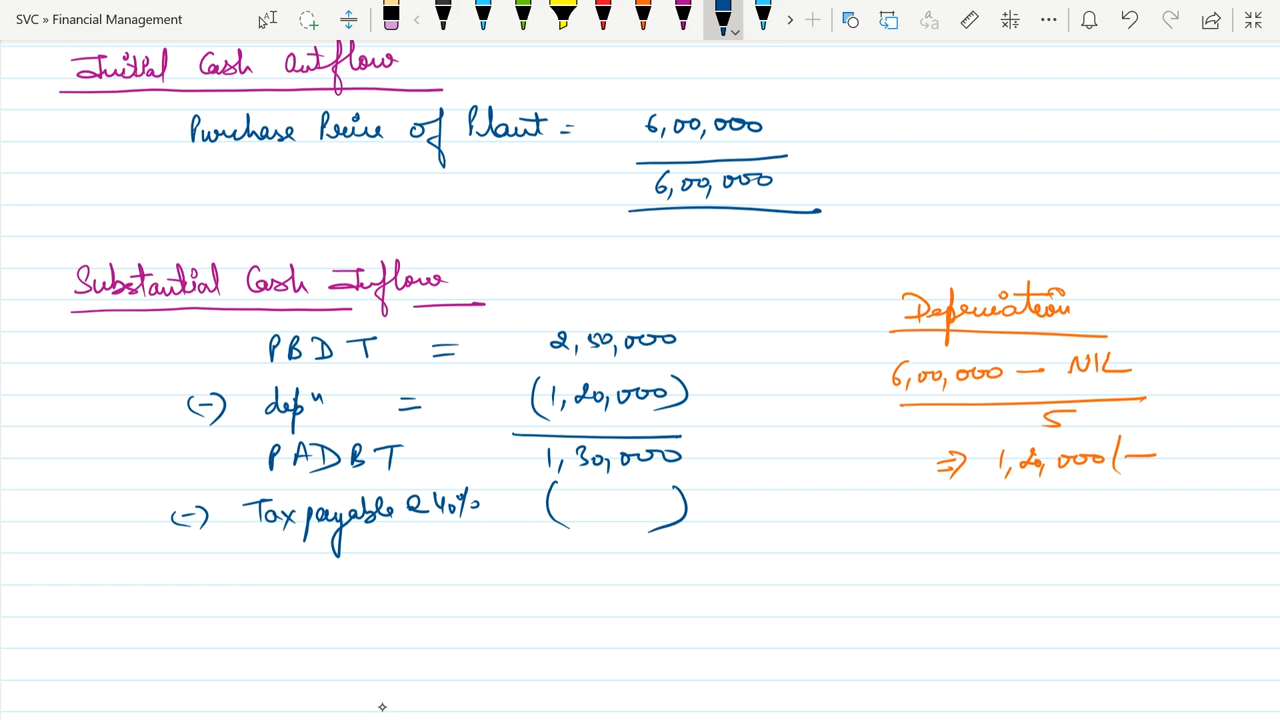 SVC » Financial Management
Initial Cash Outflow
Purchase Price of Plant = 6,00,000
6,00,000
Substantial Cash Inflow
PBDT = 2,50,000
(-) depn = (1,20,000)
PADBT 1,30,000
(-) Tax payable @ 40% ( )
Depreciation
6,00,000 — NIL
5
⇒ 1,20,000/-